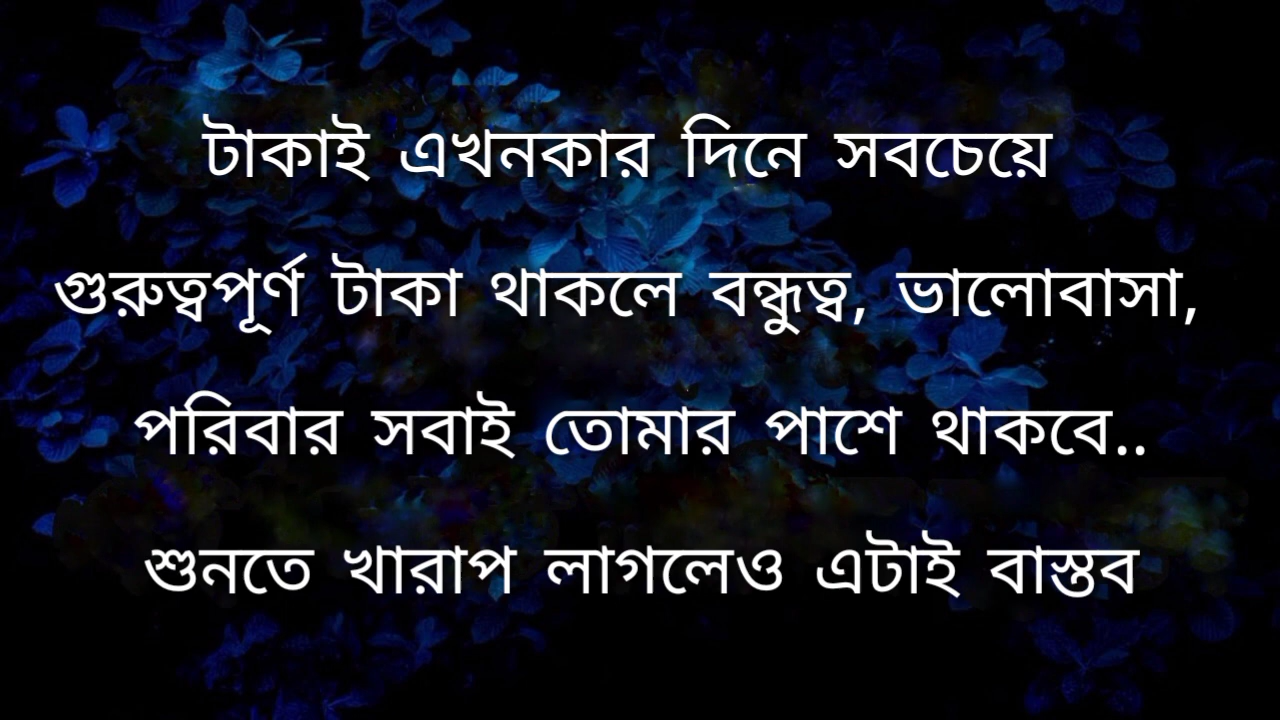 টাকাই এখনকার দিনে সবচেয়ে
গুরুত্বপূর্ণ টাকা থাকলে বন্ধুত্ব, ভালোবাসা,
পরিবার সবাই তোমার পাশে থাকবে..
শুনতে খারাপ লাগলেও এটাই বাস্তব